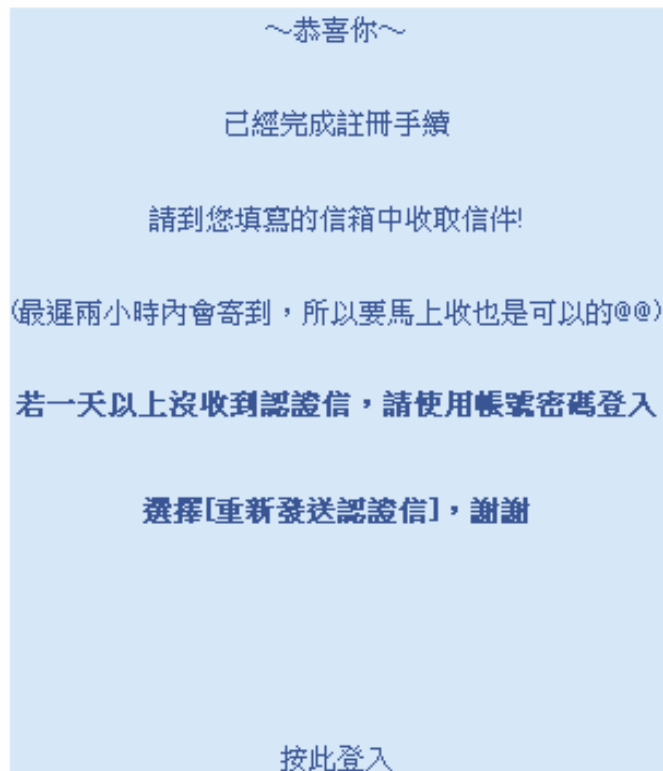 ～恭喜你～
已經完成註冊手續
請到您填寫的信箱中收取信件!
(最遲兩小時內會寄到，所以要馬上收也是可以的@@)
若一天以上沒收到認證信，請使用帳號密碼登入
選擇[重新發送認證信]，謝謝
按此登入